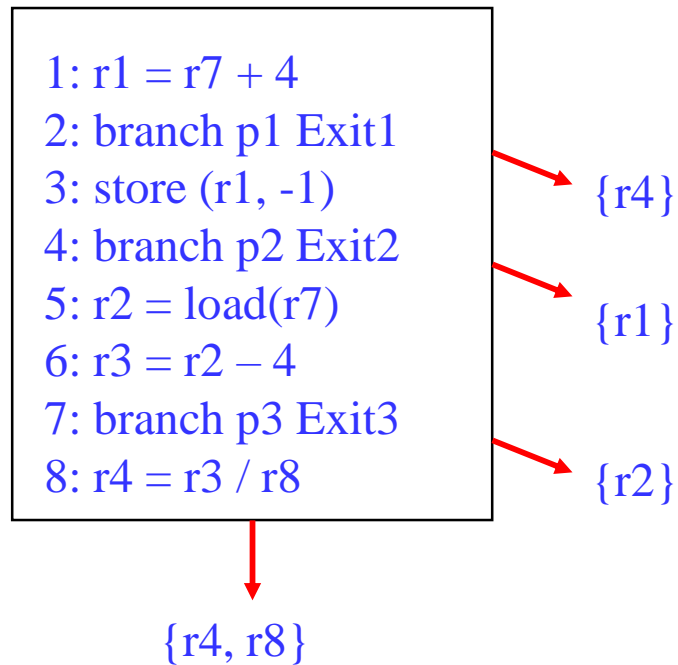 1: r1 = r7 + 4
2: branch p1 Exit1
3: store (r1, -1)
4: branch p2 Exit2
5: r2 = load(r7)
6: r3 = r2 – 4
7: branch p3 Exit3
8: r4 = r3 / r8
{r4}
{r1}
{r2}
{r4, r8}